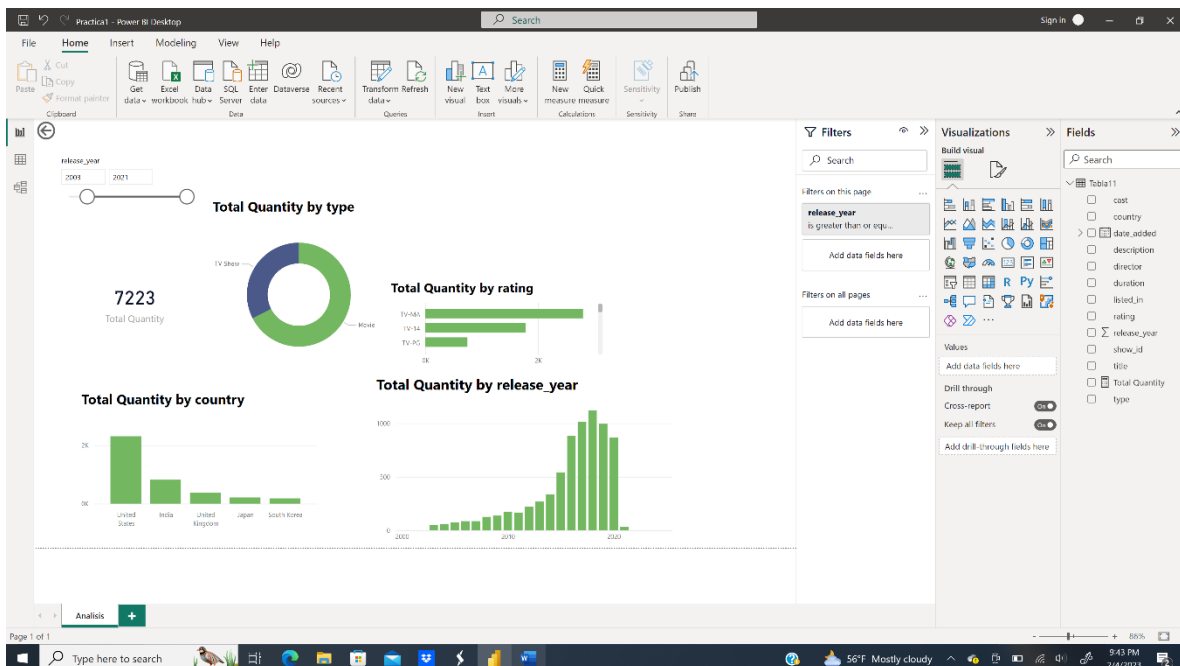 Practica1 - Power BI Desktop
Search
Sign in
File Home Insert Modeling View Help
Paste
Cut
Copy
Format painter
Clipboard
Get data
Excel workbook
Data hub
SQL Server
Enter data
Dataverse
Recent sources
Data
Transform data
Refresh
Queries
New visual
Text box
More visuals
Insert
New measure
Quick measure
Calculations
Sensitivity
Sensitivity
Publish
Share
release_year
2003 2021
Total Quantity by type
TV Show
Movie
7223
Total Quantity
Total Quantity by rating
TV-MA
TV-14
TV-PG
0K 2K
Total Quantity by country
2K
0K
United States
India
United Kingdom
Japan
South Korea
Total Quantity by release_year
1000
500
0
2000 2010 2020
Filters
Search
Filters on this page
release_year
is greater than or equ...
Add data fields here
Filters on all pages
Add data fields here
Visualizations
Build visual
R Py
Values
Add data fields here
Drill through
Cross-report
On
Keep all filters
On
Add drill-through fields here
Fields
Search
Tabla11
cast
country
date_added
description
director
duration
listed_in
rating
release_year
show_id
title
Total Quantity
type
Analisis
Page 1 of 1
86%
Type here to search
56°F Mostly cloudy
9:43 PM
2/4/2023